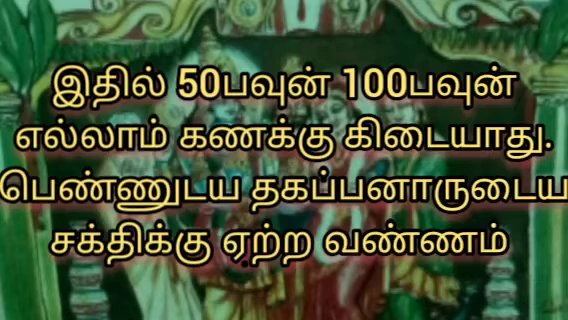 இதில் 50பவுன் 100பவுன்
எல்லாம் கணக்கு கிடையாது.
பெண்ணுடய தகப்பனாருடைய
சக்திக்கு ஏற்ற வண்ணம்